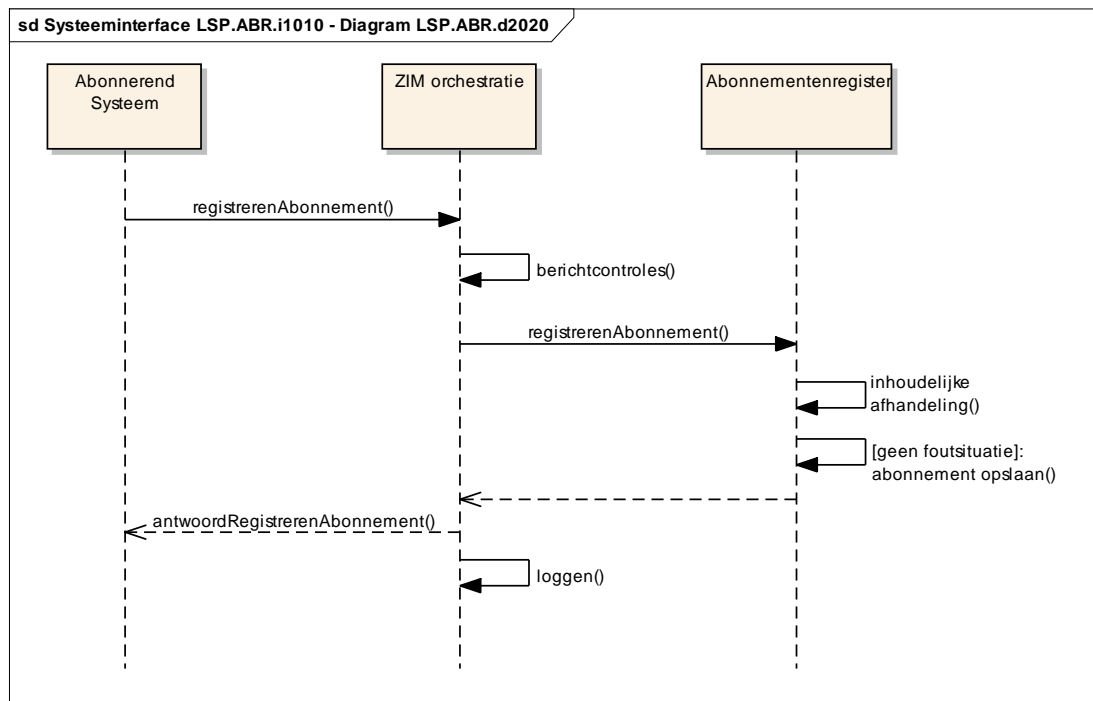 sd Systeeminterface LSP.ABR.i1010 - Diagram LSP.ABR.d2020
Abonnerend
Systeem
ZIM orchestratie
Abonnementenregister
registrerenAbonnement()
berichtcontroles()
registrerenAbonnement()
inhoudelijke
afhandeling()
[geen foutsituatie]:
abonnement opslaan()
antwoordRegistrerenAbonnement()
loggen()